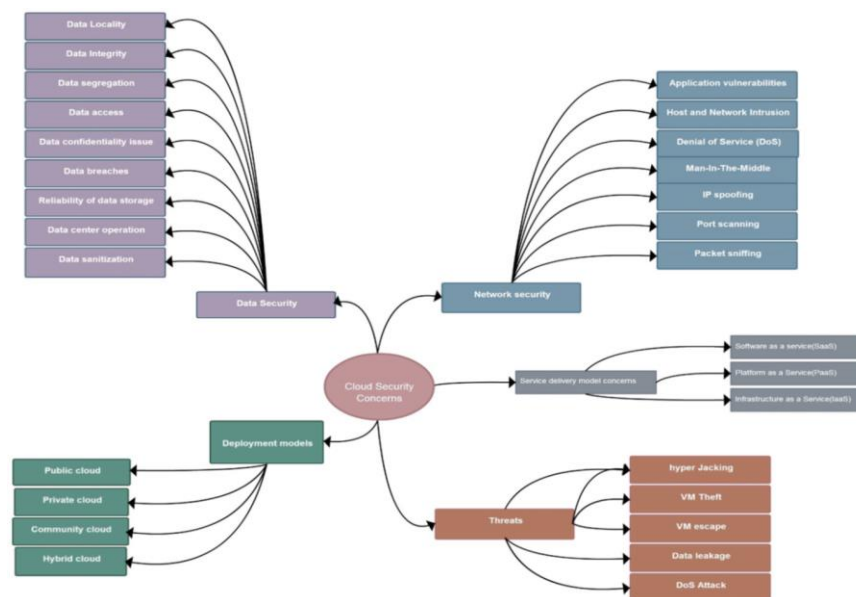 Data Locality
Data Integrity
Data segregation
Data access
Data confidentiality issue
Data breaches
Reliability of data storage
Data center operation
Data sanitization
Data Security
Application vulnerabilities
Host and Network Intrusion
Denial of Service (DoS)
Man-In-The-Middle
IP spoofing
Port scanning
Packet sniffing
Network security
Cloud Security
Concerns
Service delivery model concerns
Software as a service(SaaS)
Platform as a Service(PaaS)
Infrastructure as a Service(IaaS)
Deployment models
Public cloud
Private cloud
Community cloud
Hybrid cloud
Threats
hyper Jacking
VM Theft
VM escape
Data leakage
DoS Attack